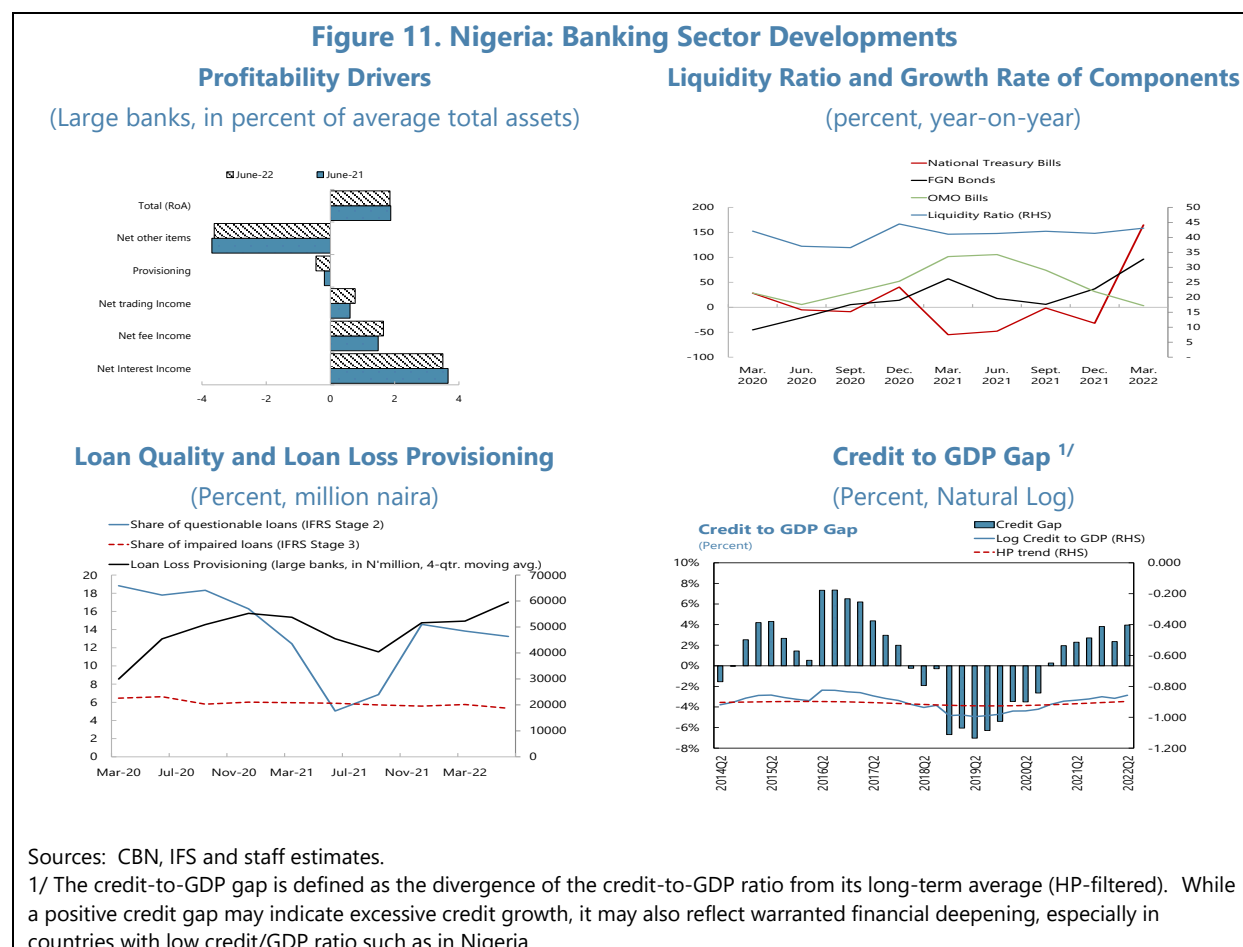 Figure 11. Nigeria: Banking Sector Developments
Profitability Drivers
(Large banks, in percent of average total assets)
June-22 June-21
Total (RoA)
Net other items
Provisioning
Net trading Income
Net fee Income
Net Interest Income
-4 -2 0 2 4
Liquidity Ratio and Growth Rate of Components
(percent, year-on-year)
National Treasury Bills
FGN Bonds
OMO Bills
Liquidity Ratio (RHS)
200 50
45
150 40
35
100
30
50 25
20
0
15
-50 10
5
-100 -
Mar. Jun. Sept. Dec. Mar. Jun. Sept. Dec. Mar.
2020 2020 2020 2020 2021 2021 2021 2021 2022
Loan Quality and Loan Loss Provisioning
(Percent, million naira)
Share of questionable loans (IFRS Stage 2)
Share of impaired loans (IFRS Stage 3)
Loan Loss Provisioning (large banks, in N'million, 4-qtr. moving avg.)
20 70000
18
60000
16
14 50000
12
40000
10
8 30000
6
20000
4
10000
2
0 0
Mar-20 Jul-20 Nov-20 Mar-21 Jul-21 Nov-21 Mar-22
Credit to GDP Gap 1/
(Percent, Natural Log)
Credit to GDP Gap
(Percent)
Credit Gap
Log Credit to GDP (RHS)
HP trend (RHS)
10% 0.000
8%
-0.200
6%
4% -0.400
2%
-0.600
0%
-2% -0.800
-4%
-1.000
-6%
-8% -1.200
2014Q2 2015Q2 2016Q2 2017Q2 2018Q2 2019Q2 2020Q2 2021Q2 2022Q2
Sources: CBN, IFS and staff estimates.
1/ The credit-to-GDP gap is defined as the divergence of the credit-to-GDP ratio from its long-term average (HP-filtered). While
a positive credit gap may indicate excessive credit growth, it may also reflect warranted financial deepening, especially in
countries with low credit/GDP ratio such as in Nigeria